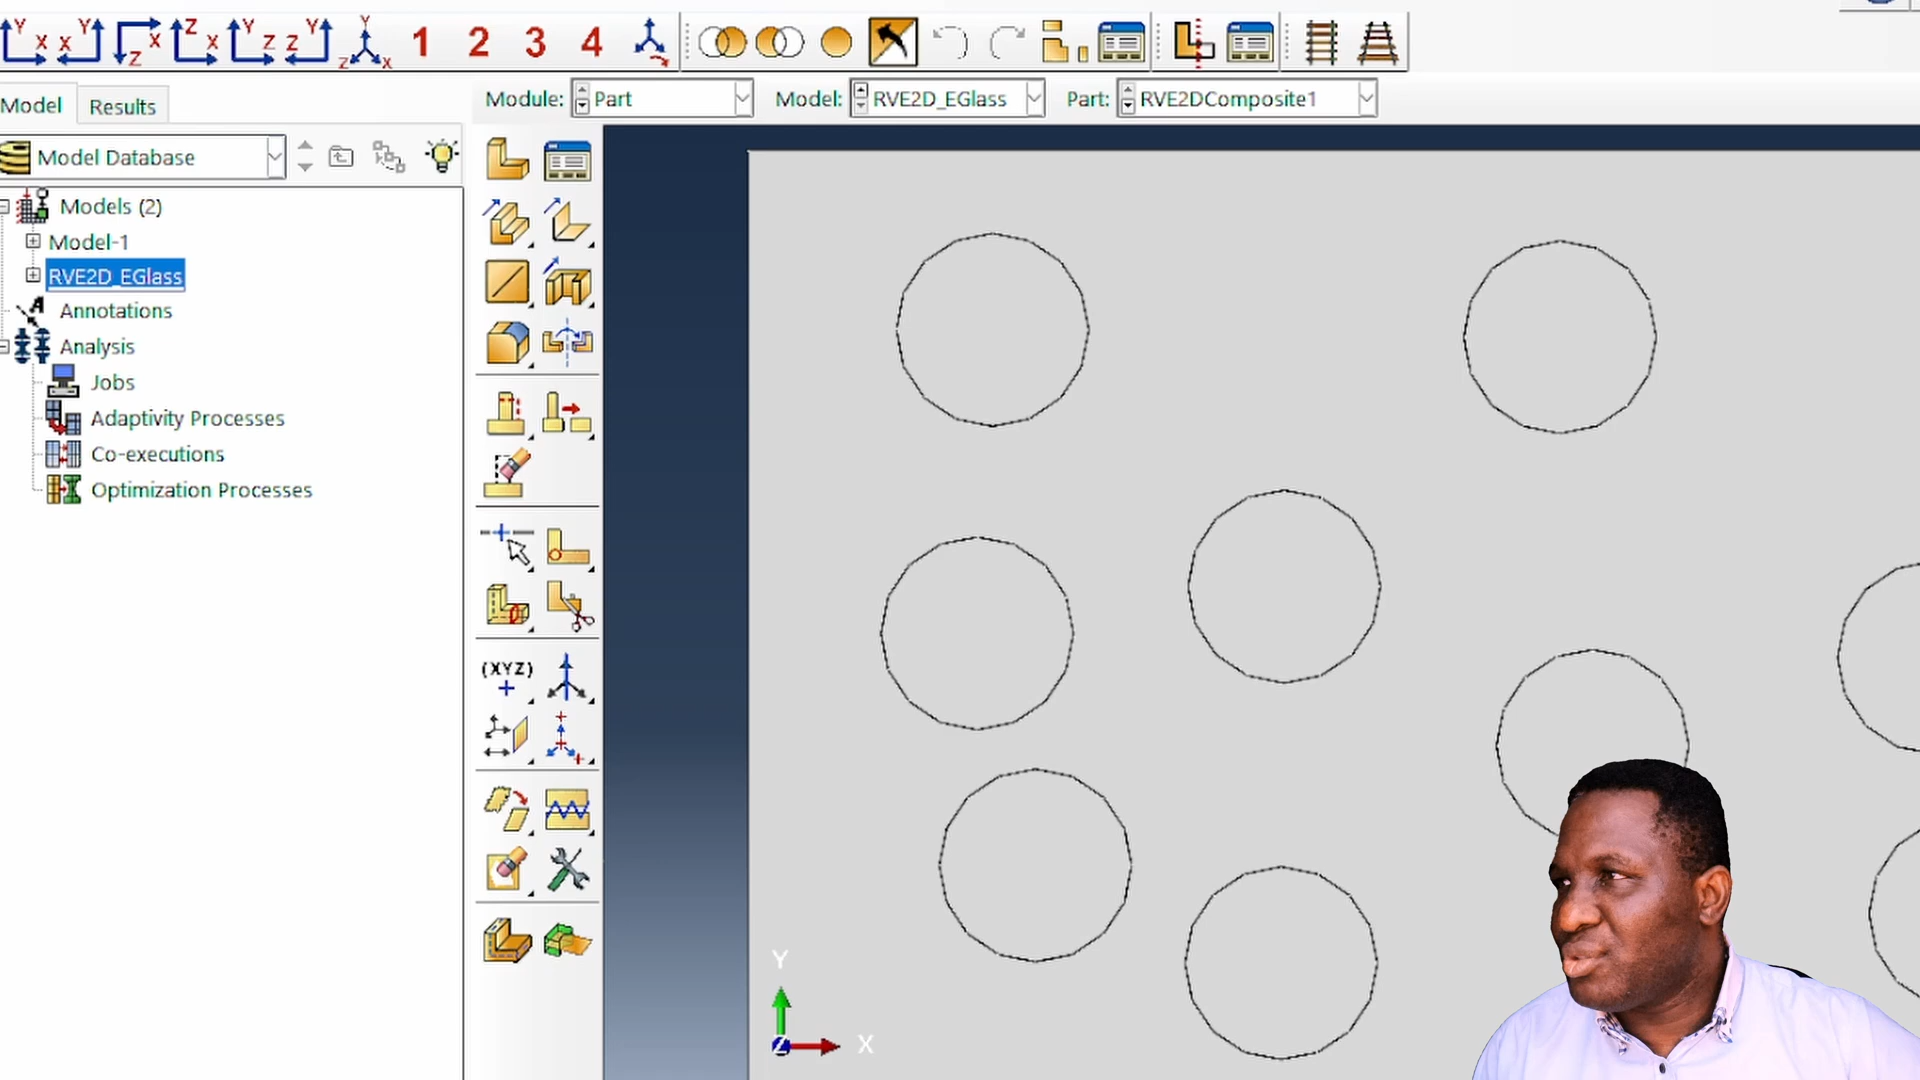 Y X X Y Z X Z X Y Z Z Y Y Z X 1 2 3 4
Module: Part Model: RVE2D_EGlass Part: RVE2DComposite1
Model Results
Model Database
Models (2)
Model-1
RVE2D_EGlass
A Annotations
Analysis
Jobs
Adaptivity Processes
Co-executions
Optimization Processes
(XYZ)
Y
Z X